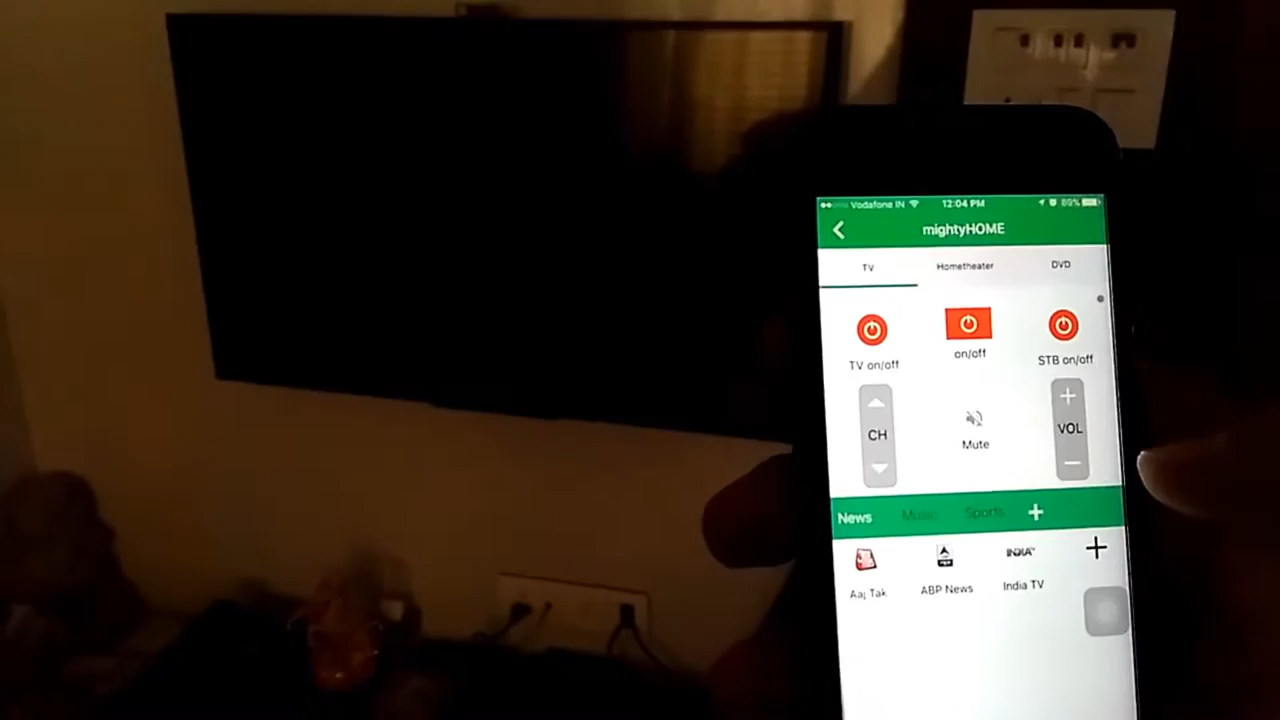 Vodafone IN 12:04 PM 89%
mightyHOME
TV Hometheater DVD
TV on/off on/off STB on/off
CH Mute VOL
News Music Sports +
INDIA
Aaj Tak ABP News India TV